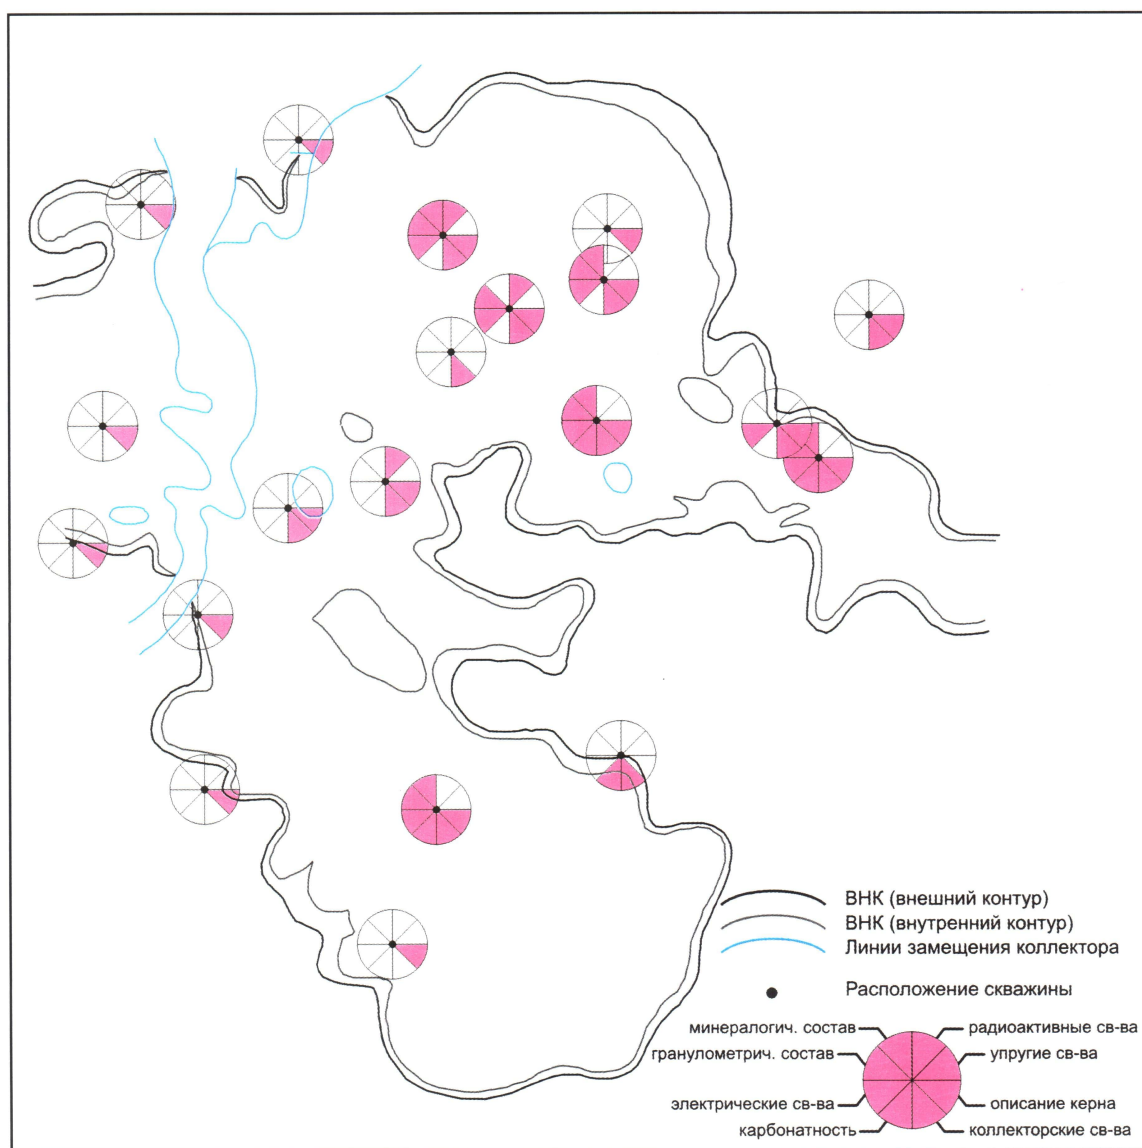 ВНК (внешний контур)
ВНК (внутренний контур)
Линии замещения коллектора
Расположение скважины
минералогич. состав
радиоактивные св-ва
гранулометрич. состав
упругие св-ва
электрические св-ва
описание керна
карбонатность
коллекторские св-ва